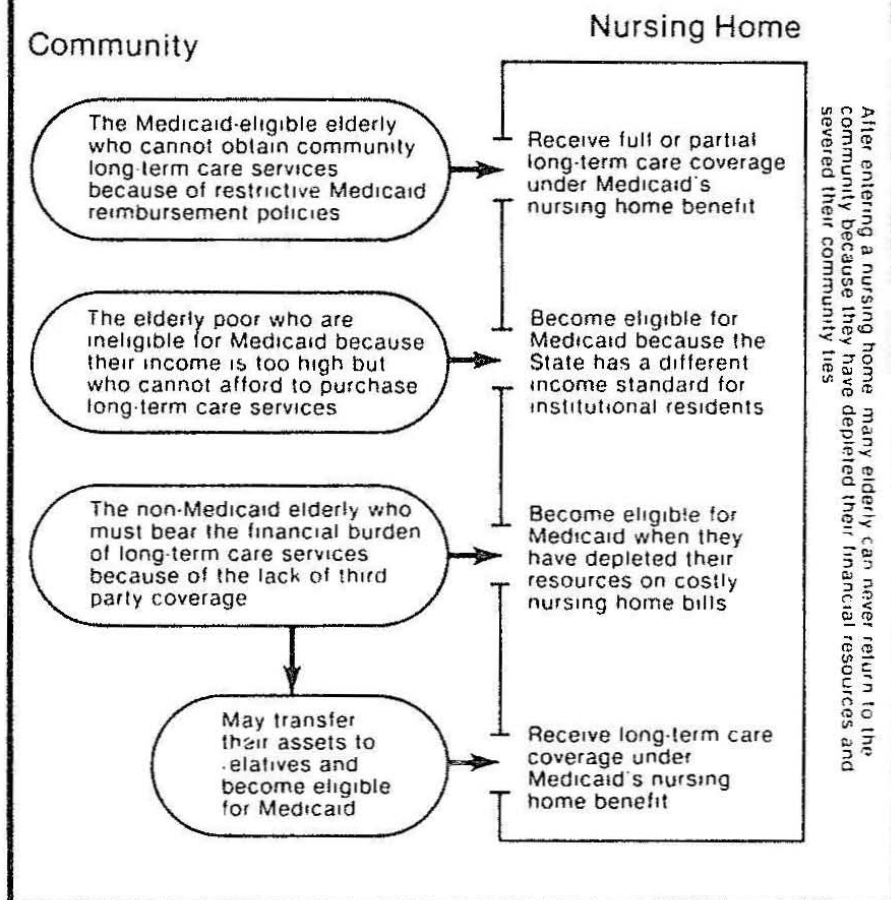 Community
Nursing Home
The Medicaid-eligible elderly
who cannot obtain community
long-term care services
because of restrictive Medicaid
reimbursement policies
Receive full or partial
long-term care coverage
under Medicaid's
nursing home benefit
The elderly poor who are
ineligible for Medicaid because
their income is too high but
who cannot afford to purchase
long-term care services
Become eligible for
Medicaid because the
State has a different
income standard for
institutional residents
The non-Medicaid elderly who
must bear the financial burden
of long-term care services
because of the lack of third
party coverage
Become eligible for
Medicaid when they
have depleted their
resources on costly
nursing home bills
May transfer
their assets to
relatives and
become eligible
for Medicaid
Receive long-term care
coverage under
Medicaid's nursing
home benefit
After entering a nursing home many elderly can never return to the
community because they have depleted their financial resources and
severed their community ties